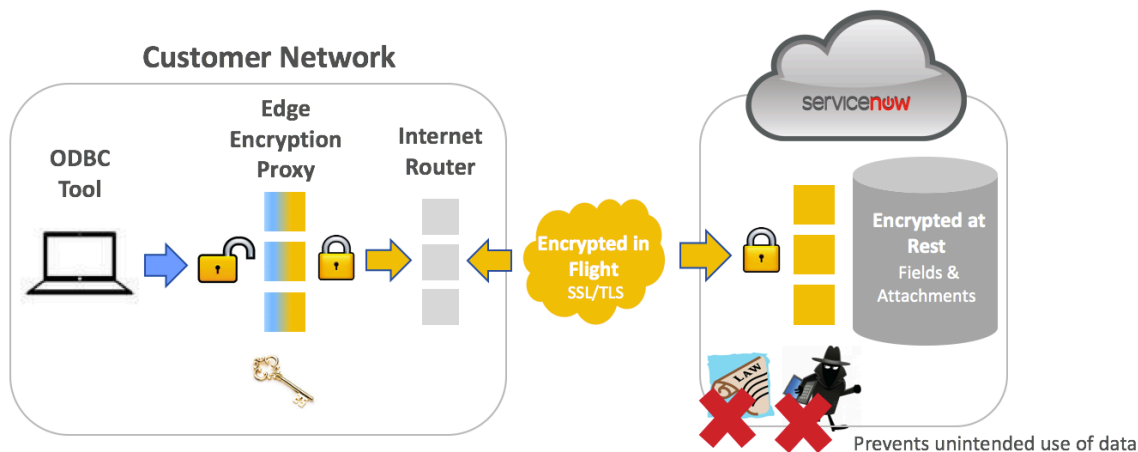 Customer Network
servicenow
Edge
Encryption
Proxy
Internet
Router
ODBC
Tool
Encrypted in
Flight
SSL/TLS
Encrypted at
Rest
Fields &
Attachments
LAW
Prevents unintended use of data